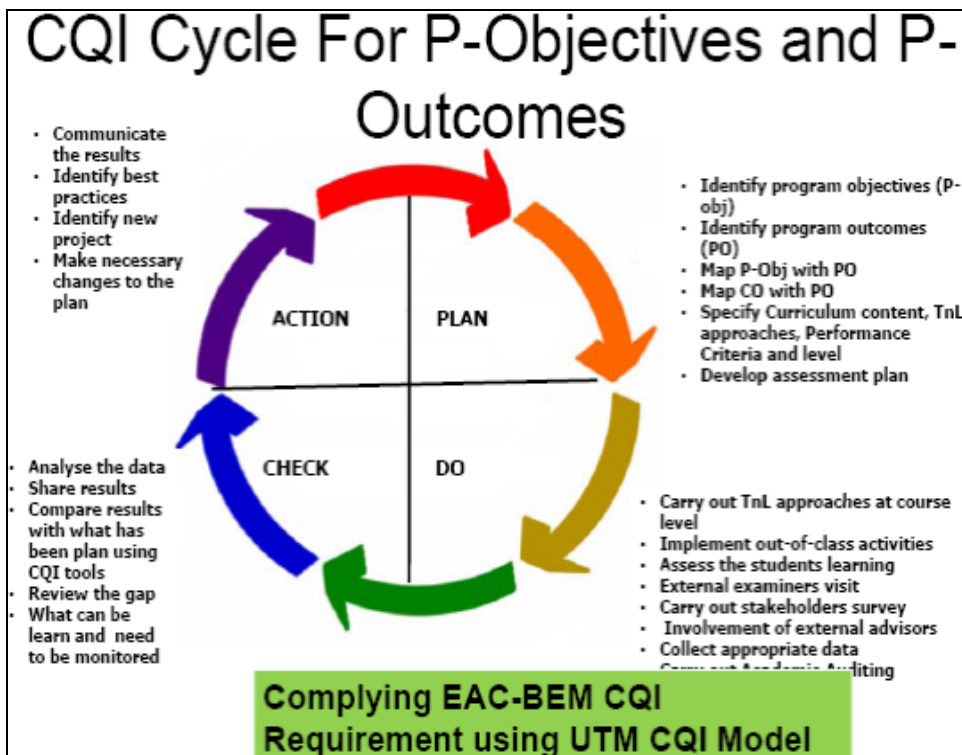 CQI Cycle For P-Objectives and P-
Outcomes
· Communicate
the results
· Identify best
practices
· Identify new
project
· Make necessary
changes to the
plan
ACTION
PLAN
· Identify program objectives (P-
obj)
· Identify program outcomes
(PO)
· Map P-Obj with PO
· Map CO with PO
· Specify Curriculum content, TnL
approaches, Performance
Criteria and level
· Develop assessment plan
CHECK
DO
· Analyse the data
· Share results
· Compare results
with what has
been plan using
CQI tools
· Review the gap
· What can be
learn and need
to be monitored
· Carry out TnL approaches at course
level
· Implement out-of-class activities
· Assess the students learning
· External examiners visit
· Carry out stakeholders survey
· Involvement of external advisors
· Collect appropriate data
· Carry out Academic Auditing
Complying EAC-BEM CQI
Requirement using UTM CQI Model